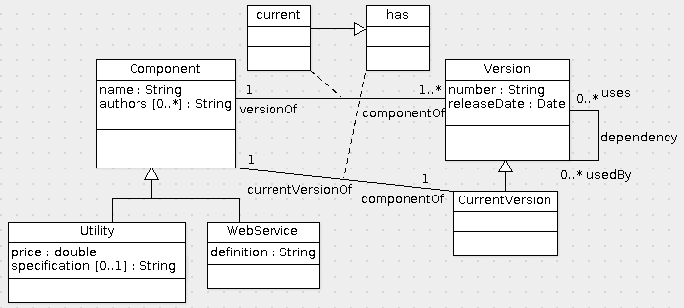 current
has
Component
name : String
authors [0..*] : String
Version
number : String
releaseDate : Date
1
versionOf
1..*
componentOf
0..* uses
dependency
0..* usedBy
1
currentVersionOf
1
componentOf
CurrentVersion
Utility
price : double
specification [0..1] : String
WebService
definition : String